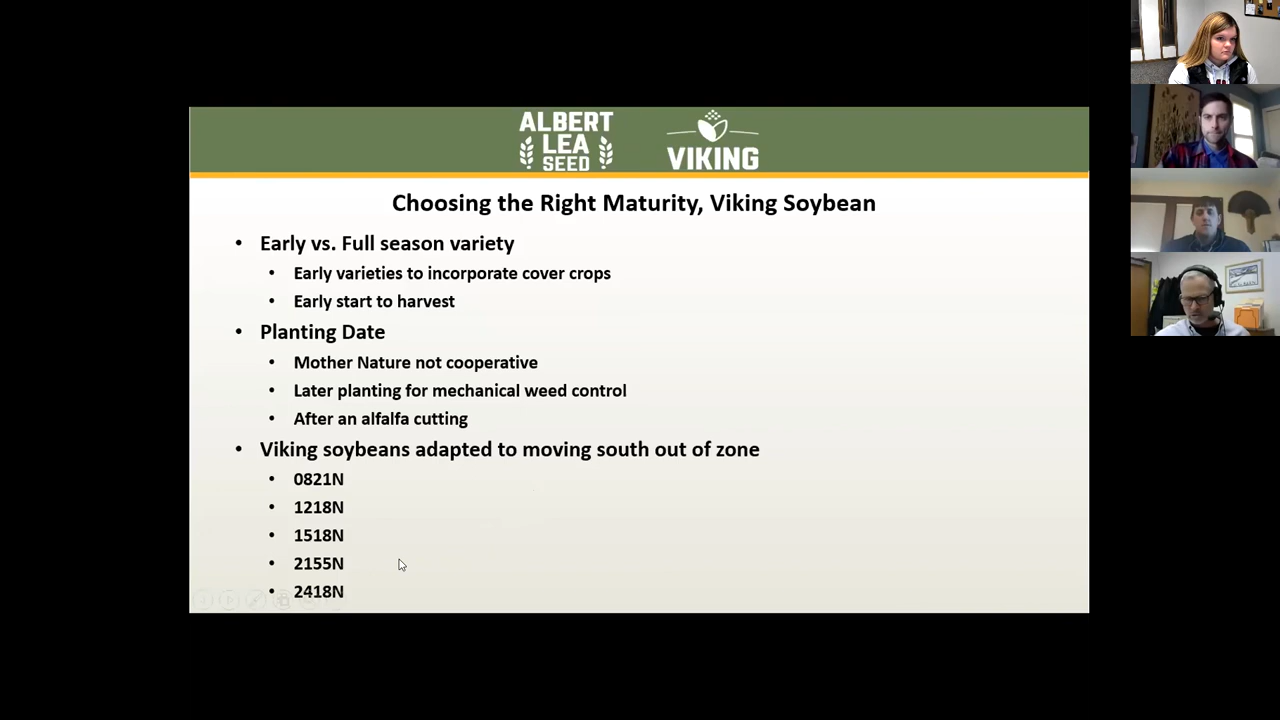 ALBERT
LEA
SEED
VIKING
Choosing the Right Maturity, Viking Soybean
• Early vs. Full season variety
• Early varieties to incorporate cover crops
• Early start to harvest
• Planting Date
• Mother Nature not cooperative
• Later planting for mechanical weed control
• After an alfalfa cutting
• Viking soybeans adapted to moving south out of zone
• 0821N
• 1218N
• 1518N
• 2155N
• 2418N